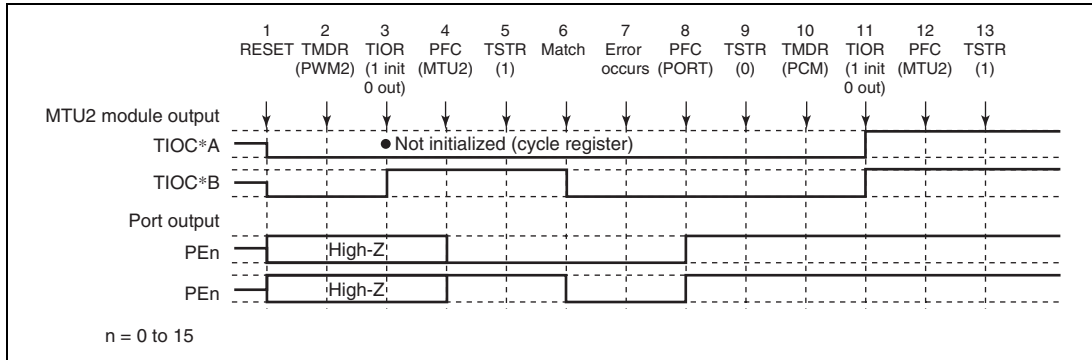 1 2 3 4 5 6 7 8 9 10 11 12 13
RESET TMDR TIOR PFC TSTR Match Error PFC TSTR TMDR TIOR PFC TSTR
(PWM2) (1 init (MTU2) (1) occurs (PORT) (0) (PCM) (1 init (MTU2) (1)
0 out) 0 out)
MTU2 module output
TIOC*A
● Not initialized (cycle register)
TIOC*B
Port output
PEn
High-Z
PEn
High-Z
n = 0 to 15